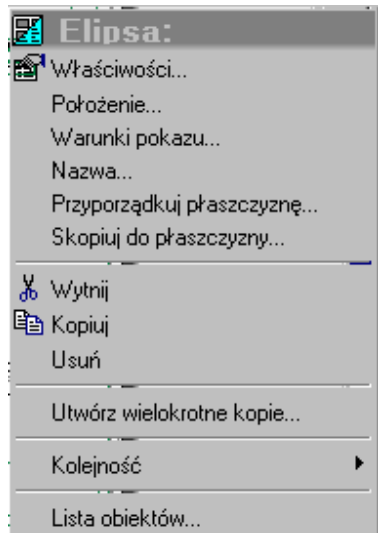 Elipsa:
Właściwości...
Położenie...
Warunki pokazu...
Nazwa...
Przyporządkuj płaszczyznę...
Skopiuj do płaszczyzny...
Wytnij
Kopiuj
Usuń
Utwórz wielokrotne kopie...
Kolejność
Lista obiektów...